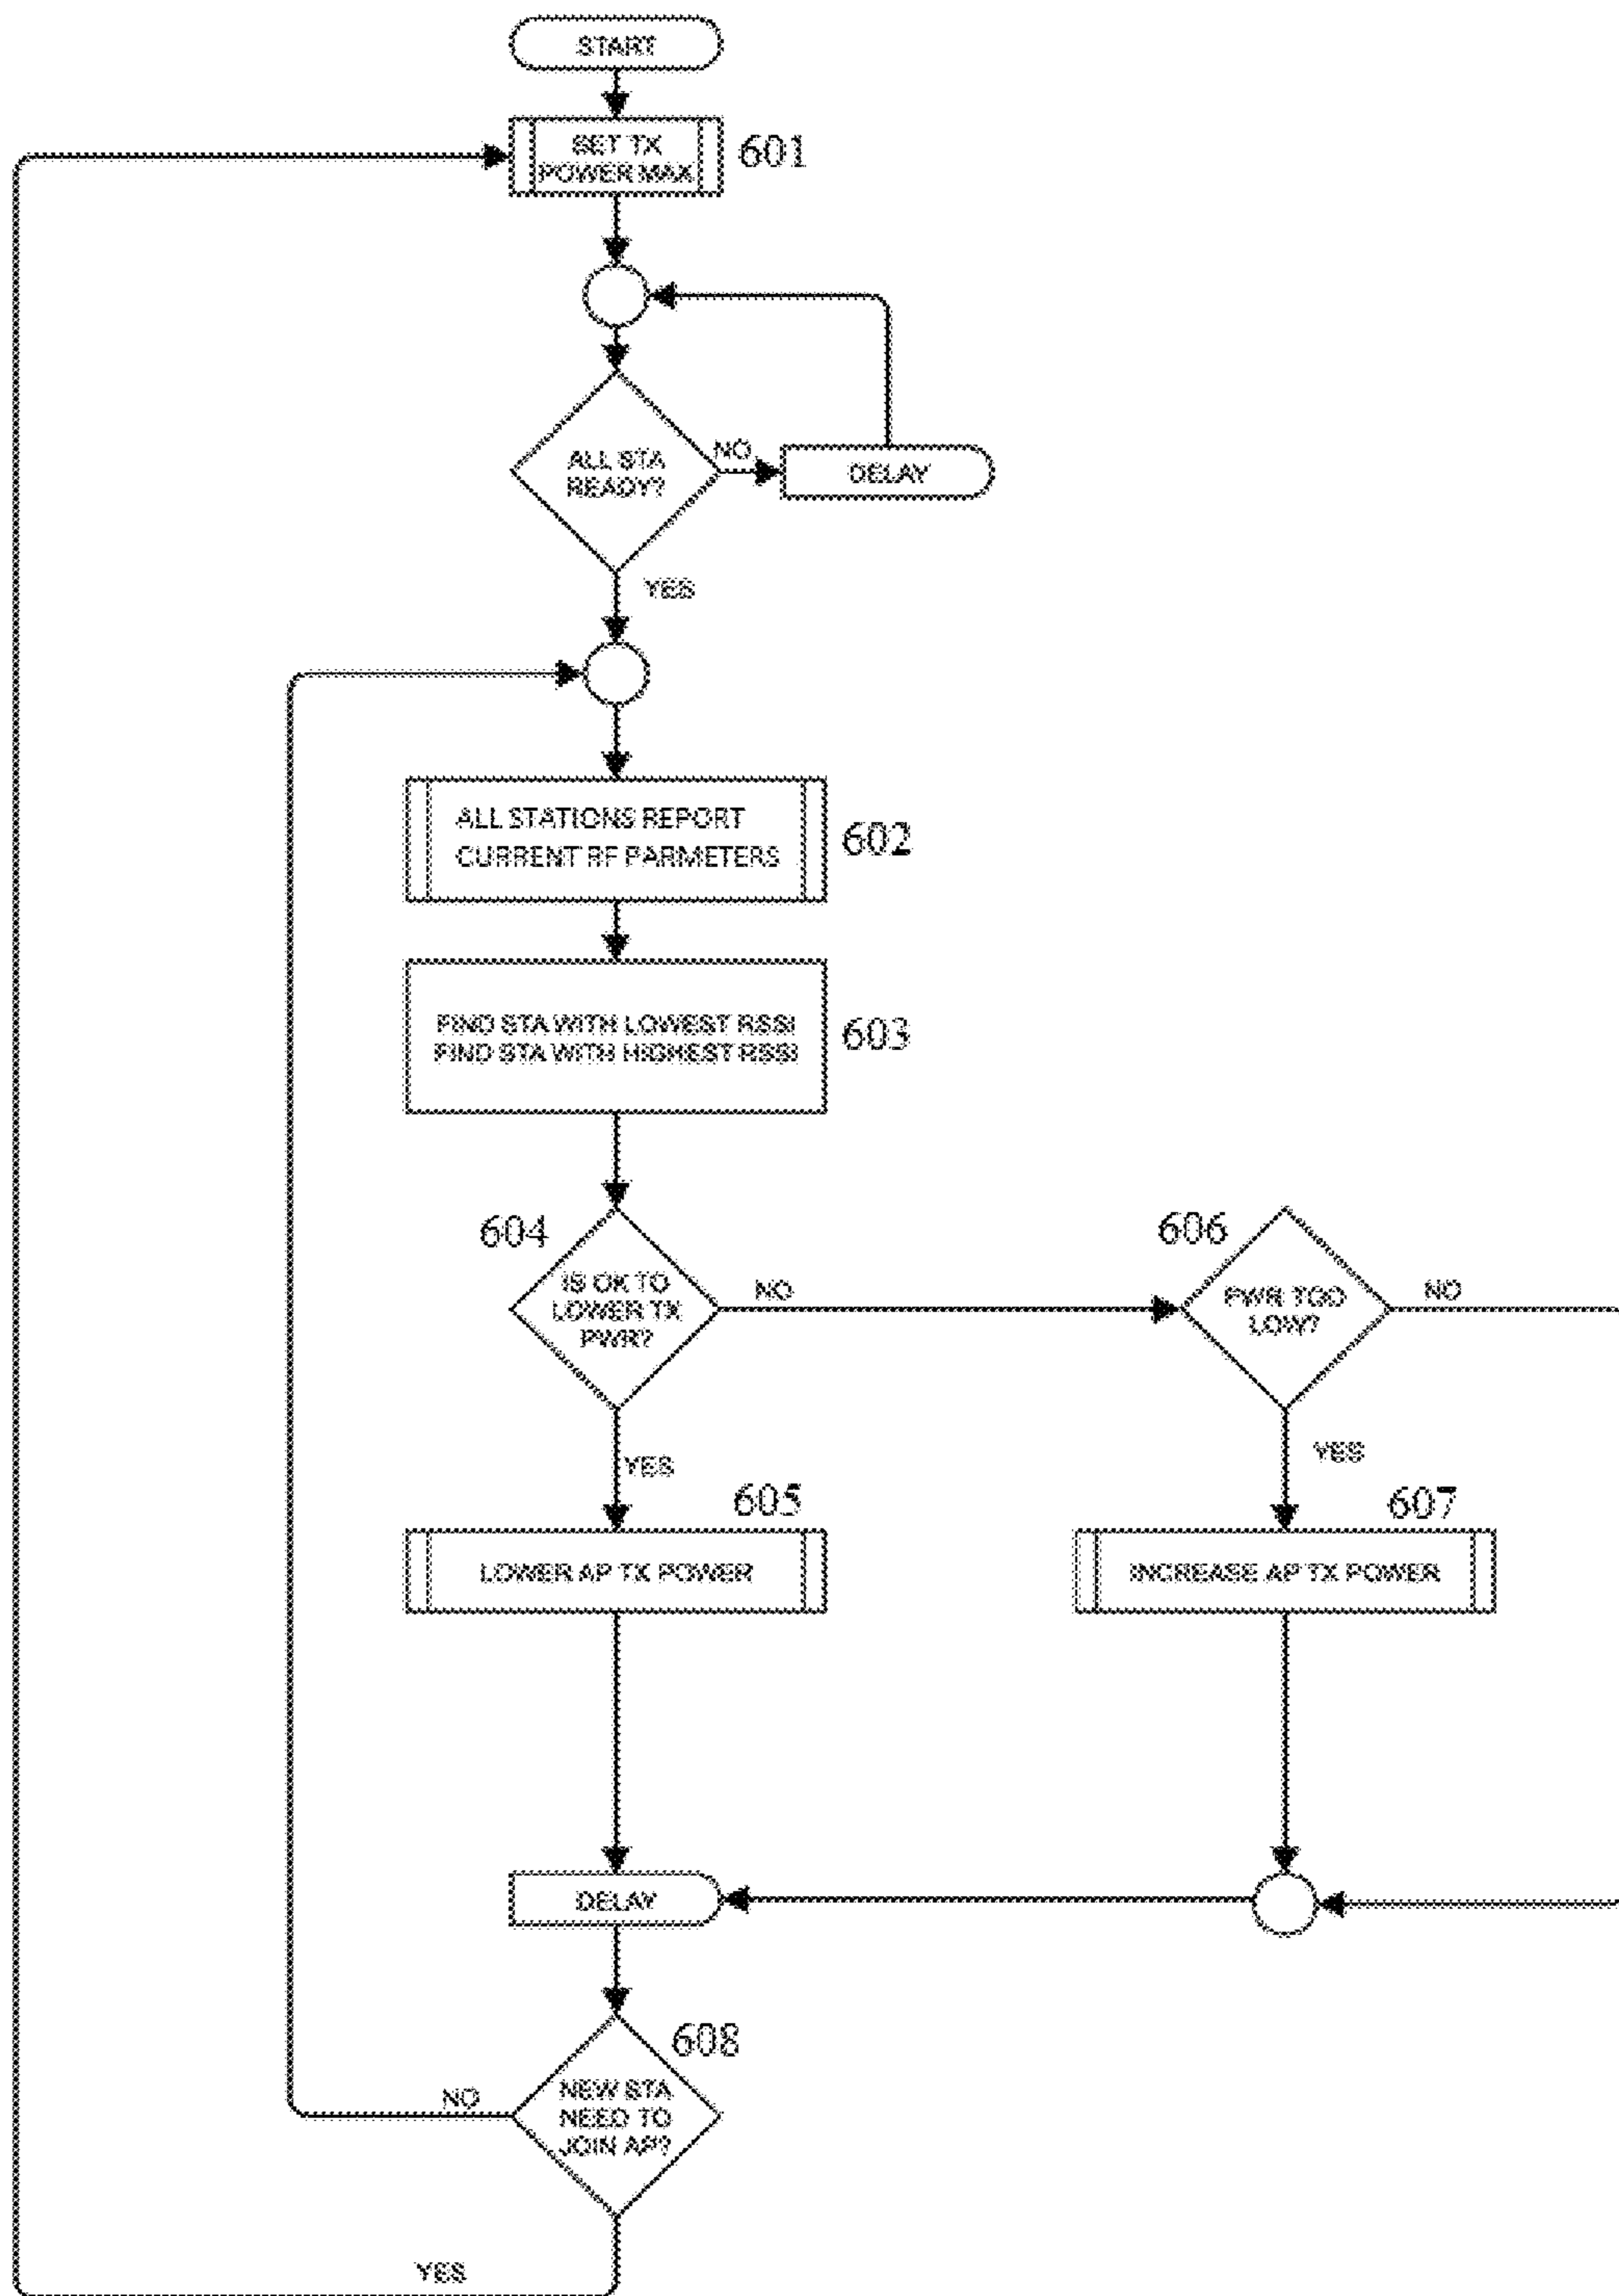 START
SET TX
POWER MAX
601
ALL STA
READY?
NO
DELAY
YES
ALL STATIONS REPORT
CURRENT RF PARMETERS
602
FIND STA WITH LOWEST RSSI
FIND STA WITH HIGHEST RSSI
603
604
IS OK TO
LOWER TX
PWR?
NO
606
PWR TOO
LOW?
NO
YES
YES
605
607
LOWER AP TX POWER
INCREASE AP TX POWER
DELAY
608
NEW STA
NEED TO
JOIN AP?
NO
YES